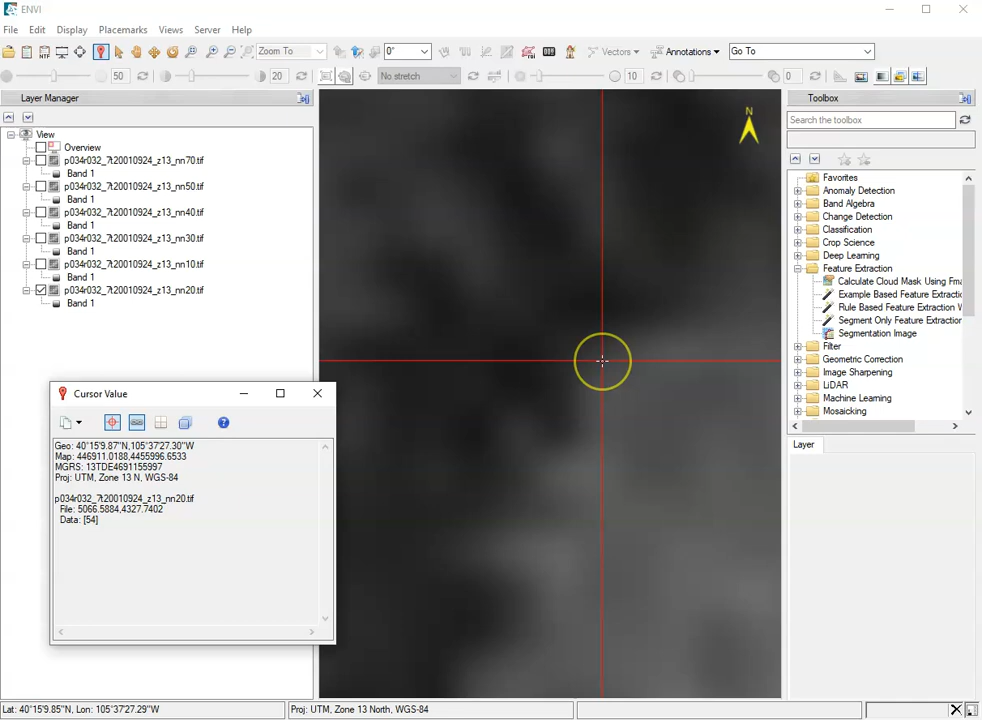 ENVI
File Edit Display Placemarks Views Server Help
50 20 Zoom To 0° Vectors Annotations Go To
No stretch 10 0
Layer Manager
View
Overview
p034r032_7t20010924_z13_nn70.tif
Band 1
p034r032_7t20010924_z13_nn50.tif
Band 1
p034r032_7t20010924_z13_nn40.tif
Band 1
p034r032_7t20010924_z13_nn30.tif
Band 1
p034r032_7t20010924_z13_nn10.tif
Band 1
p034r032_7t20010924_z13_nn20.tif
Band 1
Cursor Value
Geo: 40°15'9.87"N,105°37'27.30"W
Map: 446911.0188,4455996.6533
MGRS: 13TDE4691155997
Proj: UTM, Zone 13 N, WGS-84
p034r032_7t20010924_z13_nn20.tif
File: 5066.5884,4327.7402
Data: [54]
N
Toolbox
Search the toolbox
Favorites
Anomaly Detection
Band Algebra
Change Detection
Classification
Crop Science
Deep Learning
Feature Extraction
Calculate Cloud Mask Using Fma
Example Based Feature Extractio
Rule Based Feature Extraction W
Segment Only Feature Extraction
Segmentation Image
Filter
Geometric Correction
Image Sharpening
LiDAR
Machine Learning
Mosaicking
Layer
Lat: 40°15'9.85"N, Lon: 105°37'27.29"W
Proj: UTM, Zone 13 North, WGS-84